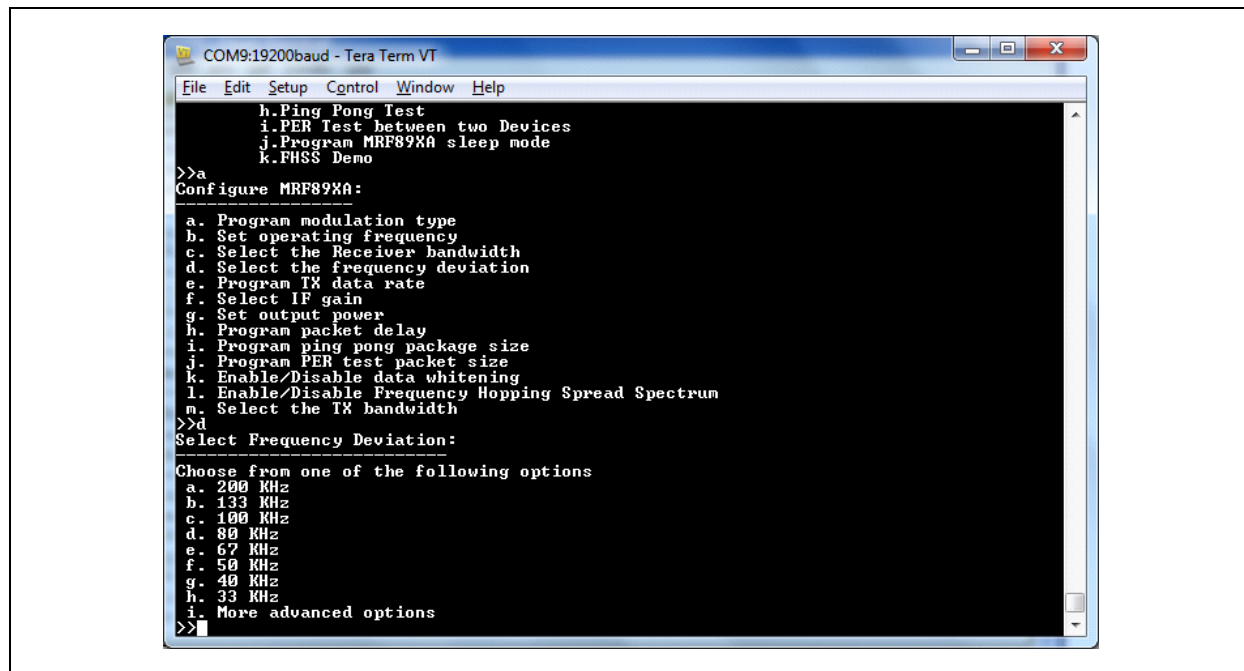 COM9:19200baud - Tera Term VT
File Edit Setup Control Window Help
h.Ping Pong Test
i.PER Test between two Devices
j.Program MRF89XA sleep mode
k.FHSS Demo
>>a
Configure MRF89XA:
------------------
a. Program modulation type
b. Set operating frequency
c. Select the Receiver bandwidth
d. Select the frequency deviation
e. Program TX data rate
f. Select IF gain
g. Set output power
h. Program packet delay
i. Program ping pong package size
j. Program PER test packet size
k. Enable/Disable data whitening
l. Enable/Disable Frequency Hopping Spread Spectrum
m. Select the TX bandwidth
>>d
Select Frequency Deviation:
---------------------------
Choose from one of the following options
a. 200 KHz
b. 133 KHz
c. 100 KHz
d. 80 KHz
e. 67 KHz
f. 50 KHz
g. 40 KHz
h. 33 KHz
i. More advanced options
>>